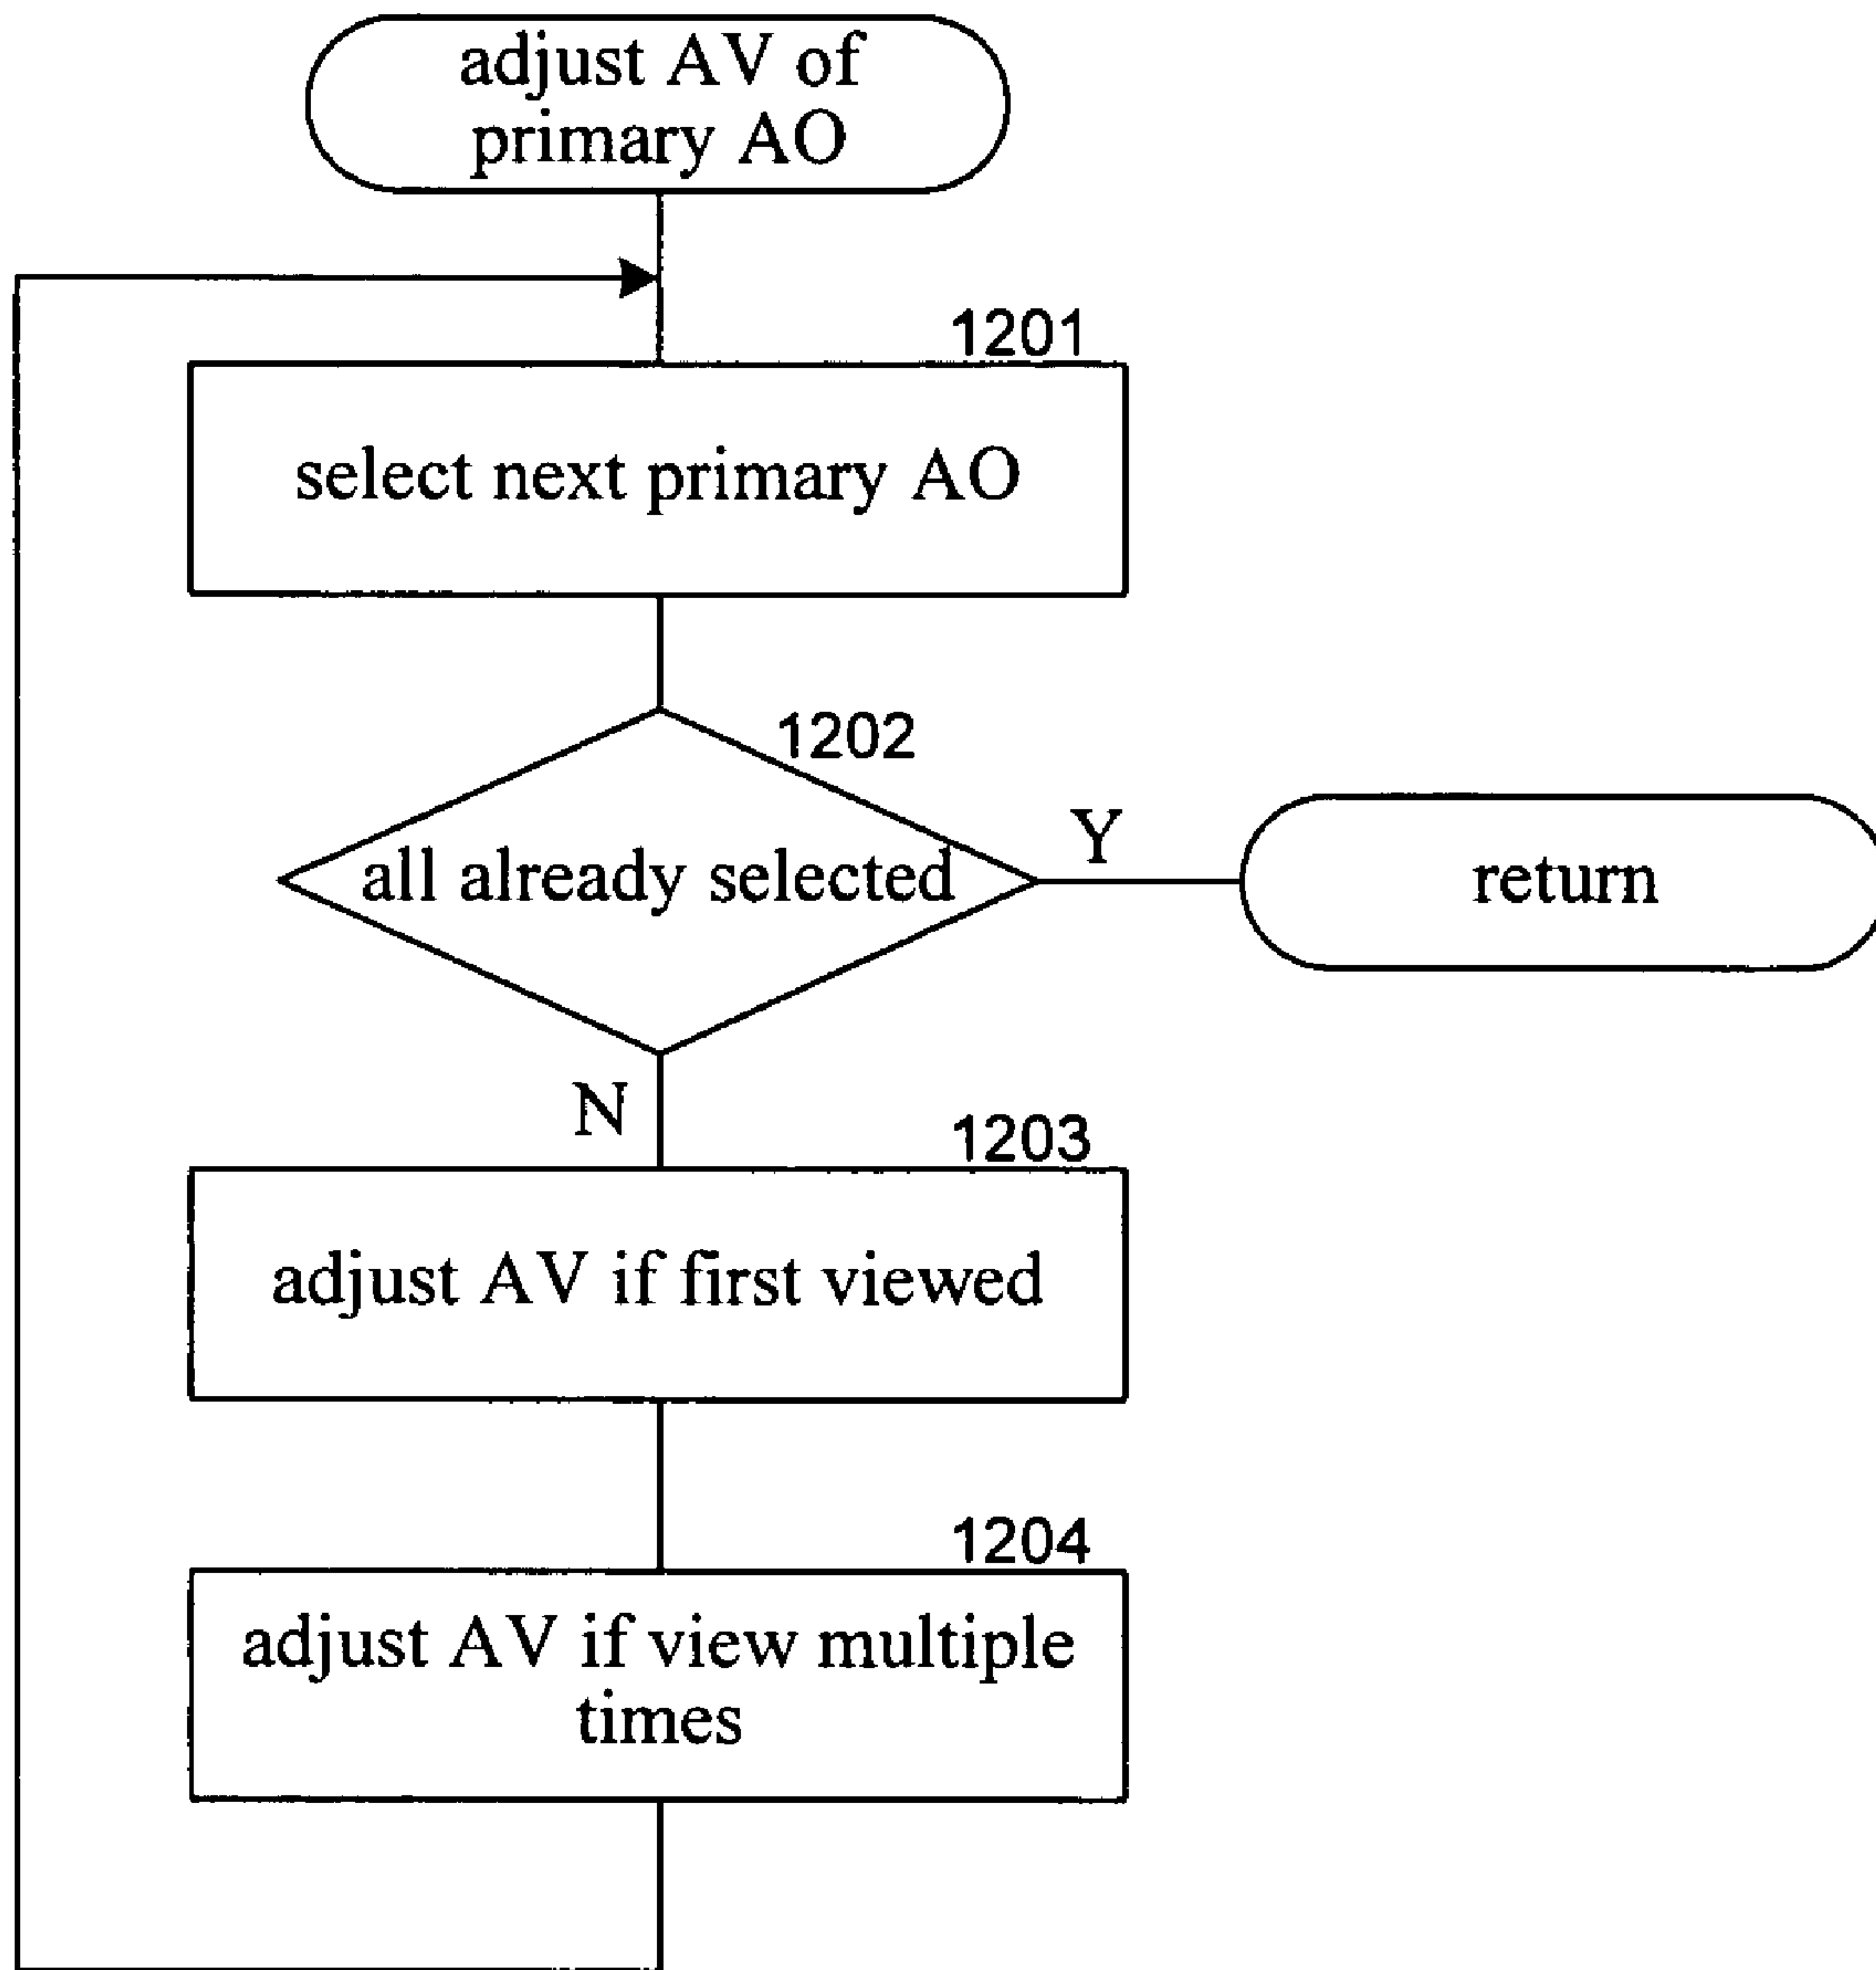 adjust AV of
primary AO
1201
select next primary AO
1202
all already selected
Y
return
N
1203
adjust AV if first viewed
1204
adjust AV if view multiple
times